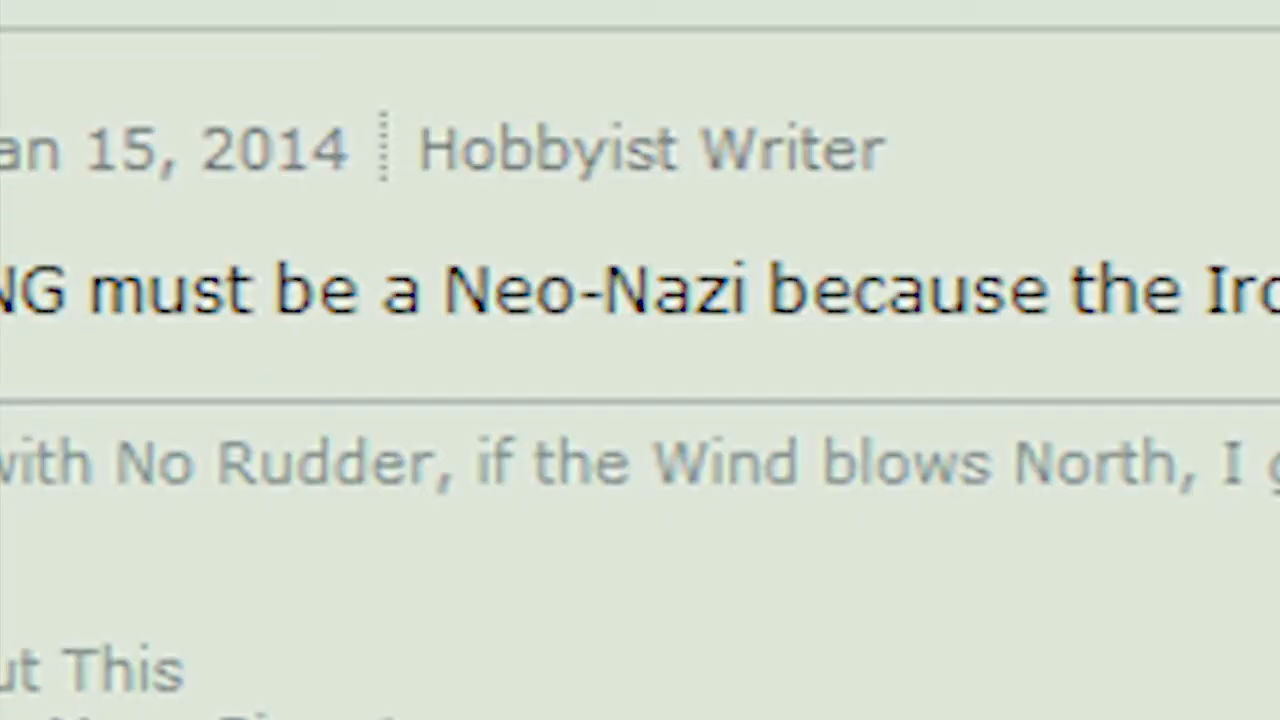 an 15, 2014 Hobbyist Writer
NG must be a Neo-Nazi because the Iro
with No Rudder, if the Wind blows North, I g
ut This